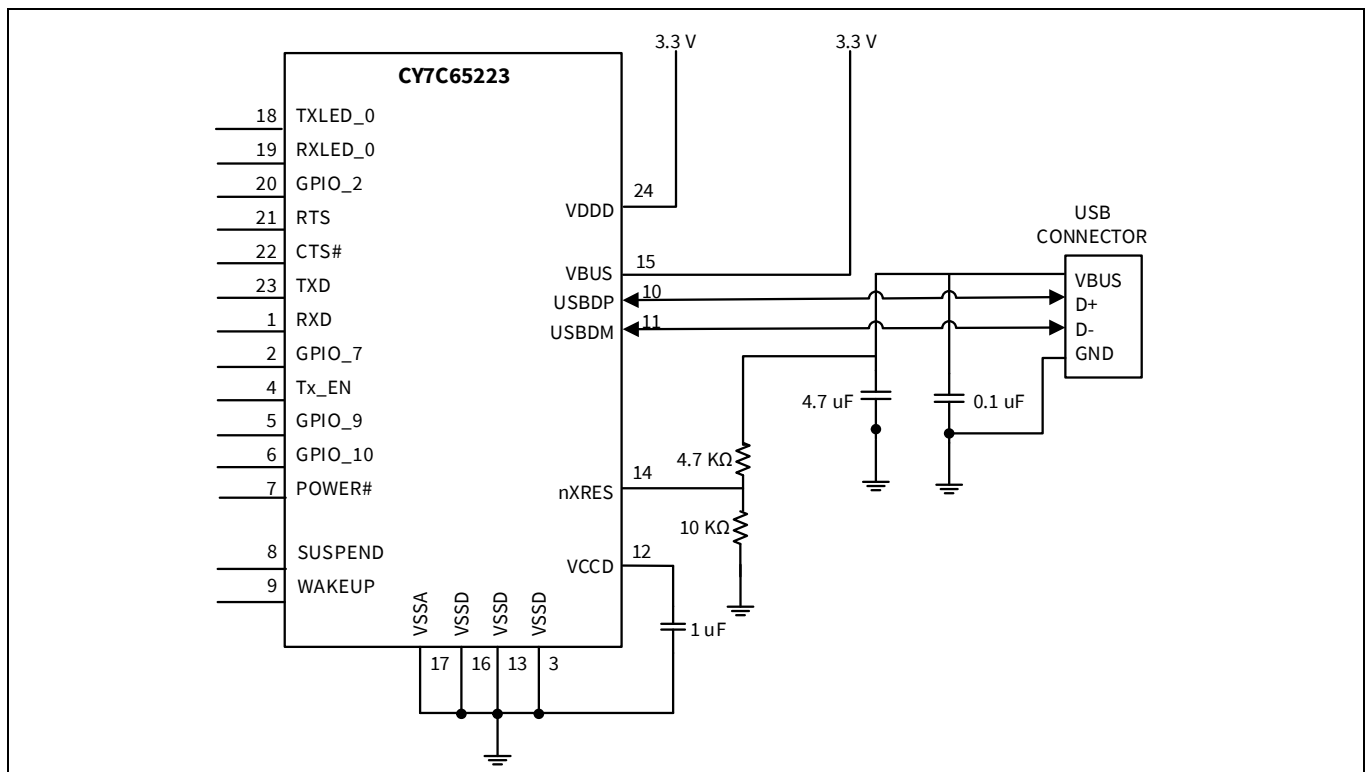 3.3 V
3.3 V
CY7C65223
18 TXLED_0
19 RXLED_0
20 GPIO_2
21 RTS
22 CTS#
23 TXD
1 RXD
2 GPIO_7
4 Tx_EN
5 GPIO_9
6 GPIO_10
7 POWER#
8 SUSPEND
9 WAKEUP
VDDD 24
VBUS 15
USBDP 10
USBDM 11
nXRES 14
VCCD 12
VSSA
VSSD
VSSD
VSSD
17
16
13
3
4.7 KΩ
10 KΩ
1 uF
4.7 uF
0.1 uF
USB
CONNECTOR
VBUS
D+
D-
GND